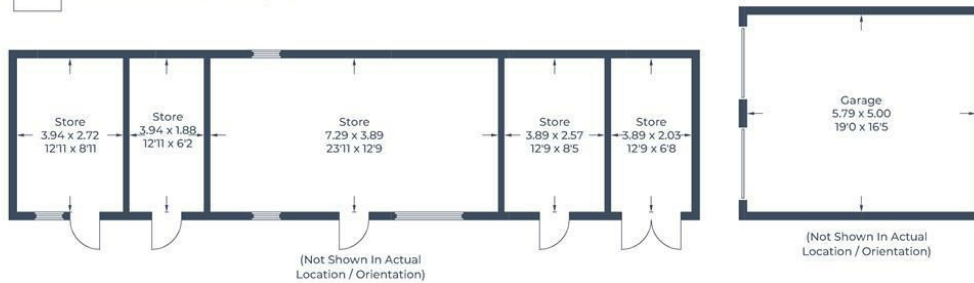 Store
3.94 x 2.72
12'11 x 8'11
Store
3.94 x 1.88
12'11 x 6'2
Store
7.29 x 3.89
23'11 x 12'9
Store
3.89 x 2.57
12'9 x 8'5
Store
3.89 x 2.03
12'9 x 6'8
(Not Shown In Actual
Location / Orientation)
Garage
5.79 x 5.00
19'0 x 16'5
(Not Shown In Actual
Location / Orientation)